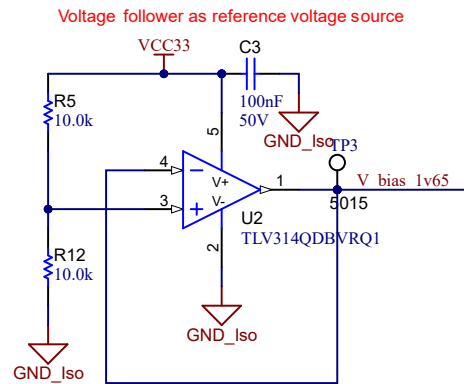 Voltage follower as reference voltage source
VCC33
C3
100nF
50V
GND_Iso
R5
10.0k
5
TP3
4
V+
1
V_bias_1v65
5015
3
V-
U2
TLV314QDBVRQ1
2
R12
10.0k
GND_Iso
GND_Iso